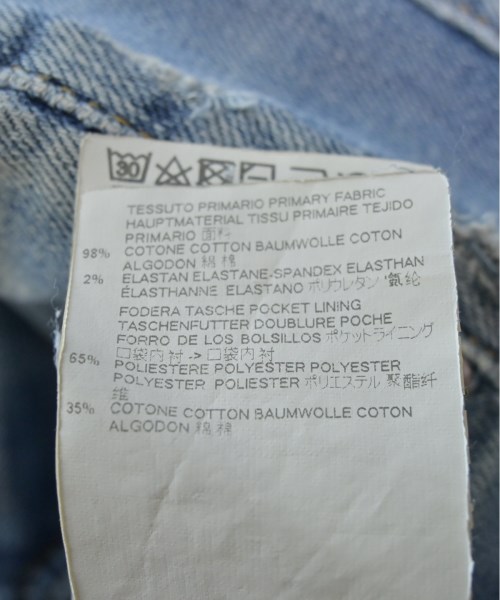 30
TESSUTO PRIMARIO PRIMARY FABRIC
HAUPTMATERIAL TISSU PRIMAIRE TEJIDO
PRIMARIO 面料
98% COTONE COTTON BAUMWOLLE COTON
ALGODON 綿 棉
2% ELASTAN ELASTANE-SPANDEX ELASTHAN
ÉLASTHANNE ELASTANO ポリウレタン 氨纶
FODERA TASCHE POCKET LINING
TASCHENFUTTER DOUBLURE POCHE
FORRO DE LOS BOLSILLOS ポケットライニング
口袋内衬 -> 口袋内衬
65% POLIESTERE POLYESTER POLYESTER
POLYESTER POLIESTER ポリエステル 聚酯纤
维
35% COTONE COTTON BAUMWOLLE COTON
ALGODON 綿 棉